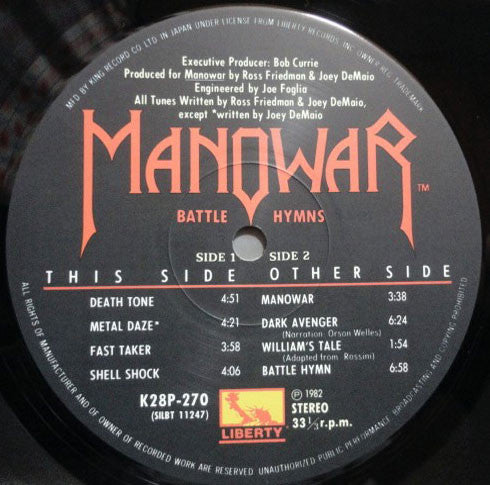 MF'D BY KING RECORD CO. LTD. IN JAPAN UNDER LICENSE FROM LIBERTY RECORDS, INC. OWNER REG. TRADEMARK.
Executive Producer: Bob Currie
Produced for Manowar by Ross Friedman & Joey DeMaio
Engineered by Joe Foglia
All Tunes Written by Ross Friedman & Joey DeMaio,
except *written by Joey DeMaio
MANOWAR TM
BATTLE HYMNS
SIDE 1 SIDE 2
THIS SIDE OTHER SIDE
DEATH TONE 4:51
METAL DAZE* 4:21
FAST TAKER 3:58
SHELL SHOCK 4:06
MANOWAR 3:38
DARK AVENGER 6:24
(Narration: Orson Welles)
WILLIAM'S TALE 1:54
(Adapted from Rossini)
BATTLE HYMN 6:58
K28P-270
(SILBT 11247)
LIBERTY
℗ 1982
STEREO
33 1/3 r.p.m.
ALL RIGHTS OF MANUFACTURER AND OF OWNER OF RECORDED WORK ARE RESERVED. UNAUTHORIZED PUBLIC PERFORMANCE, BROADCASTING AND COPYING PROHIBITED